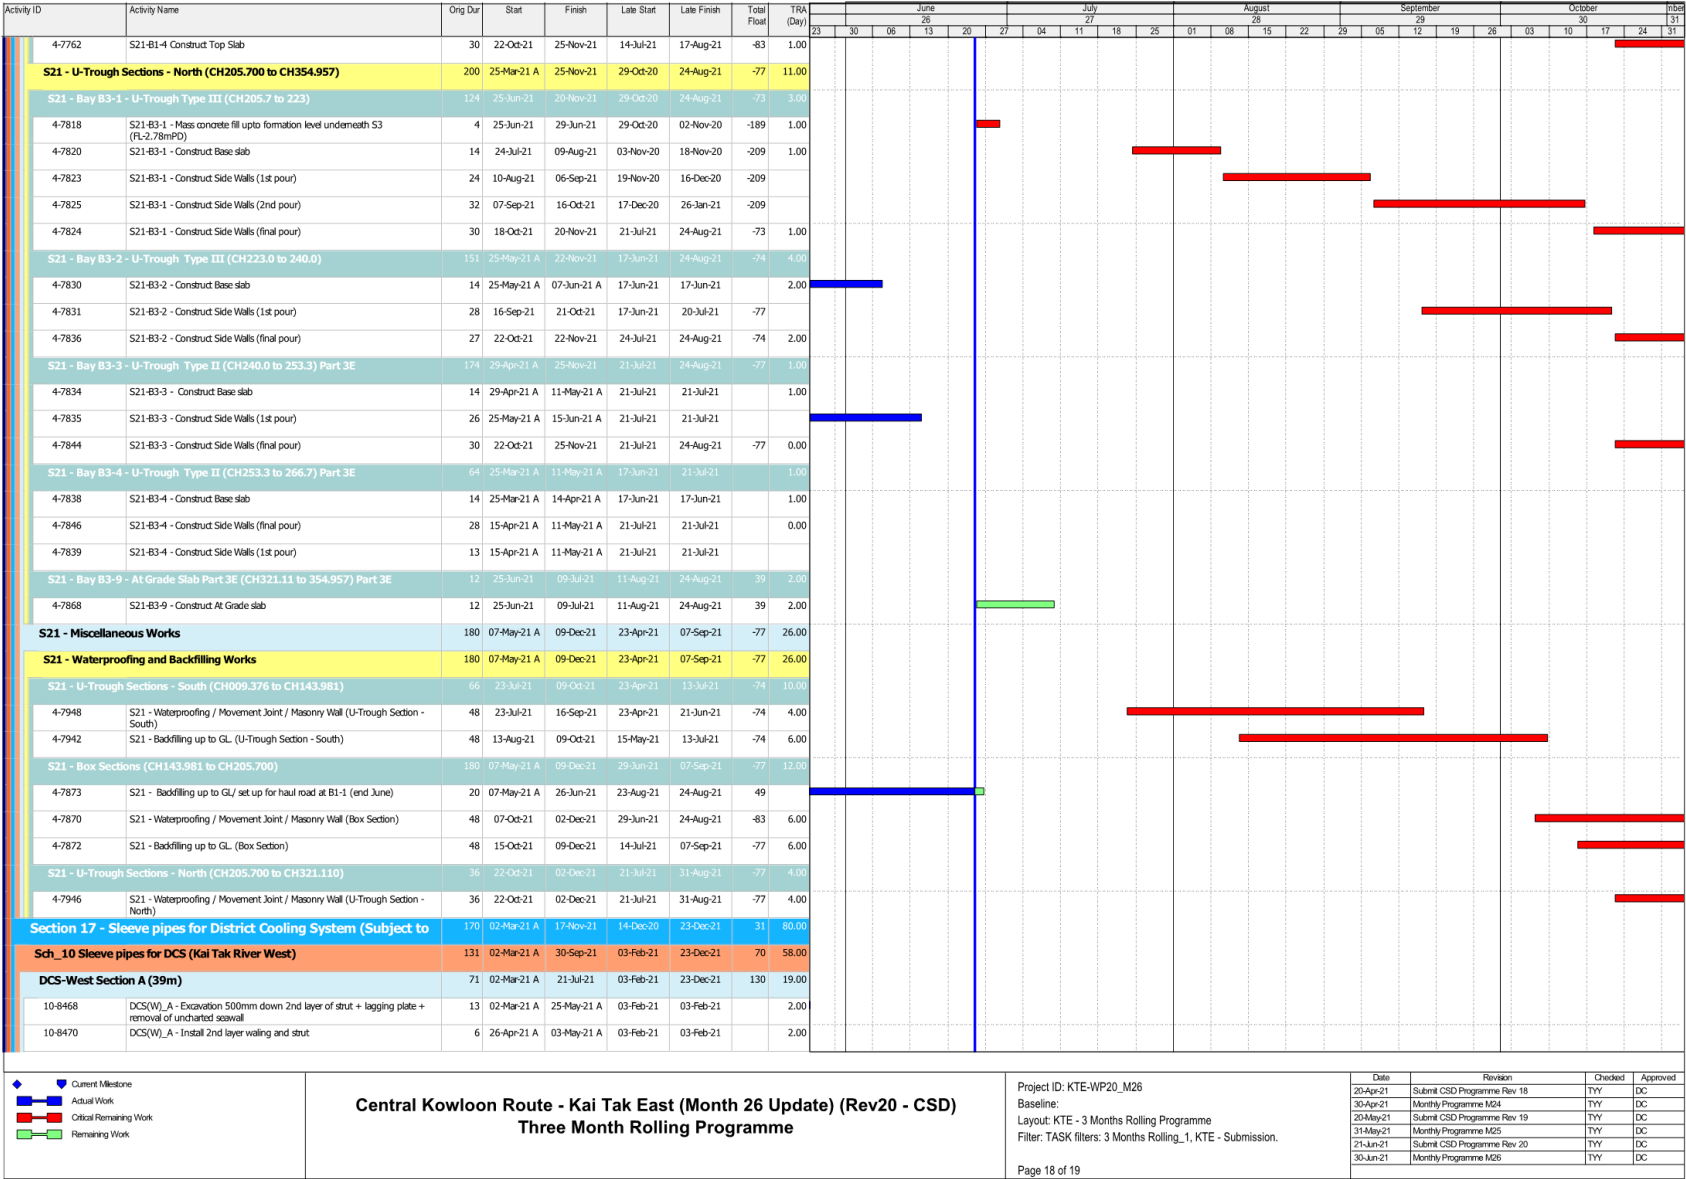 Activity ID Activity Name Orig Dur Start Finish Late Start Late Finish Total Float TRA (Day) June July August September October mber
26 27 28 29 30 31
23 30 06 13 20 27 04 11 18 25 01 08 15 22 29 05 12 19 26 03 10 17 24 31
4-7762 S21-B1-4 Construct Top Slab 30 22-Oct-21 25-Nov-21 14-Jul-21 17-Aug-21 -83 1.00
S21 - U-Trough Sections - North (CH205.700 to CH354.957) 200 25-Mar-21 A 25-Nov-21 29-Oct-20 24-Aug-21 -77 11.00
S21 - Bay B3-1 - U-Trough Type III (CH205.7 to 223) 124 25-Jun-21 20-Nov-21 29-Oct-20 24-Aug-21 -73 3.00
4-7818 S21-B3-1 - Mass concrete fill upto formation level underneath S3 4 25-Jun-21 29-Jun-21 29-Oct-20 02-Nov-20 -189 1.00
(FL-2.78mPD)
4-7820 S21-B3-1 - Construct Base slab 14 24-Jul-21 09-Aug-21 03-Nov-20 18-Nov-20 -209 1.00
4-7823 S21-B3-1 - Construct Side Walls (1st pour) 24 10-Aug-21 06-Sep-21 19-Nov-20 16-Dec-20 -209
4-7825 S21-B3-1 - Construct Side Walls (2nd pour) 32 07-Sep-21 16-Oct-21 17-Dec-20 26-Jan-21 -209
4-7824 S21-B3-1 - Construct Side Walls (final pour) 30 18-Oct-21 20-Nov-21 21-Jul-21 24-Aug-21 -73 1.00
S21 - Bay B3-2 - U-Trough Type III (CH223.0 to 240.0) 151 25-May-21 A 22-Nov-21 17-Jun-21 24-Aug-21 -74 4.00
4-7830 S21-B3-2 - Construct Base slab 14 25-May-21 A 07-Jun-21 A 17-Jun-21 17-Jun-21 2.00
4-7831 S21-B3-2 - Construct Side Walls (1st pour) 28 16-Sep-21 21-Oct-21 17-Jun-21 20-Jul-21 -77
4-7836 S21-B3-2 - Construct Side Walls (final pour) 27 22-Oct-21 22-Nov-21 24-Jul-21 24-Aug-21 -74 2.00
S21 - Bay B3-3 - U-Trough Type II (CH240.0 to 253.3) Part 3E 174 29-Apr-21 A 25-Nov-21 21-Jul-21 24-Aug-21 -77 1.00
4-7834 S21-B3-3 - Construct Base slab 14 29-Apr-21 A 11-May-21 A 21-Jul-21 21-Jul-21 1.00
4-7835 S21-B3-3 - Construct Side Walls (1st pour) 26 25-May-21 A 15-Jun-21 A 21-Jul-21 21-Jul-21
4-7844 S21-B3-3 - Construct Side Walls (final pour) 30 22-Oct-21 25-Nov-21 21-Jul-21 24-Aug-21 -77 0.00
S21 - Bay B3-4 - U-Trough Type II (CH253.3 to 266.7) Part 3E 64 25-Mar-21 A 11-May-21 A 17-Jun-21 21-Jul-21 1.00
4-7838 S21-B3-4 - Construct Base slab 14 25-Mar-21 A 14-Apr-21 A 17-Jun-21 17-Jun-21 1.00
4-7846 S21-B3-4 - Construct Side Walls (final pour) 28 15-Apr-21 A 11-May-21 A 21-Jul-21 21-Jul-21 0.00
4-7839 S21-B3-4 - Construct Side Walls (1st pour) 13 15-Apr-21 A 11-May-21 A 21-Jul-21 21-Jul-21
S21 - Bay B3-9 - At Grade Slab Part 3E (CH321.11 to 354.957) Part 3E 12 25-Jun-21 09-Jul-21 11-Aug-21 24-Aug-21 39 2.00
4-7868 S21-B3-9 - Construct At Grade slab 12 25-Jun-21 09-Jul-21 11-Aug-21 24-Aug-21 39 2.00
S21 - Miscellaneous Works 180 07-May-21 A 09-Dec-21 23-Apr-21 07-Sep-21 -77 26.00
S21 - Waterproofing and Backfilling Works 180 07-May-21 A 09-Dec-21 23-Apr-21 07-Sep-21 -77 26.00
S21 - U-Trough Sections - South (CH009.376 to CH143.981) 66 23-Jul-21 09-Oct-21 23-Apr-21 13-Jul-21 -74 10.00
4-7948 S21 - Waterproofing / Movement Joint / Masonry Wall (U-Trough Section - 48 23-Jul-21 16-Sep-21 23-Apr-21 21-Jun-21 -74 4.00
South)
4-7942 S21 - Backfilling up to GL. (U-Trough Section - South) 48 13-Aug-21 09-Oct-21 15-May-21 13-Jul-21 -74 6.00
S21 - Box Sections (CH143.981 to CH205.700) 180 07-May-21 A 09-Dec-21 29-Jun-21 07-Sep-21 -77 12.00
4-7873 S21 - Backfilling up to GL/ set up for haul road at B1-1 (end June) 20 07-May-21 A 26-Jun-21 23-Aug-21 24-Aug-21 49
4-7870 S21 - Waterproofing / Movement Joint / Masonry Wall (Box Section) 48 07-Oct-21 02-Dec-21 29-Jun-21 24-Aug-21 -83 6.00
4-7872 S21 - Backfilling up to GL. (Box Section) 48 15-Oct-21 09-Dec-21 14-Jul-21 07-Sep-21 -77 6.00
S21 - U-Trough Sections - North (CH205.700 to CH321.110) 36 22-Oct-21 02-Dec-21 21-Jul-21 31-Aug-21 -77 4.00
4-7946 S21 - Waterproofing / Movement Joint / Masonry Wall (U-Trough Section - 36 22-Oct-21 02-Dec-21 21-Jul-21 31-Aug-21 -77 4.00
North)
Section 17 - Sleeve pipes for District Cooling System (Subject to 170 02-Mar-21 A 17-Nov-21 14-Dec-20 23-Dec-21 31 80.00
Sch_10 Sleeve pipes for DCS (Kai Tak River West) 131 02-Mar-21 A 30-Sep-21 03-Feb-21 23-Dec-21 70 58.00
DCS-West Section A (39m) 71 02-Mar-21 A 21-Jul-21 03-Feb-21 23-Dec-21 130 19.00
10-8468 DCS(W)_A - Excavation 500mm down 2nd layer of strut + lagging plate + 13 02-Mar-21 A 25-May-21 A 03-Feb-21 03-Feb-21 2.00
removal of uncharted seawall
10-8470 DCS(W)_A - Install 2nd layer waling and strut 6 26-Apr-21 A 03-May-21 A 03-Feb-21 03-Feb-21 2.00
Current Milestone
Actual Work
Critical Remaining Work
Remaining Work
Central Kowloon Route - Kai Tak East (Month 26 Update) (Rev20 - CSD)
Three Month Rolling Programme
Project ID: KTE-WP20_M26
Baseline:
Layout: KTE - 3 Months Rolling Programme
Filter: TASK filters: 3 Months Rolling_1, KTE - Submission.
Page 18 of 19
Date Revision Checked Approved
20-Apr-21 Submit CSD Programme Rev 18 TYY DC
30-Apr-21 Monthly Programme M24 TYY DC
20-May-21 Submit CSD Programme Rev 19 TYY DC
31-May-21 Monthly Programme M25 TYY DC
21-Jun-21 Submit CSD Programme Rev 20 TYY DC
30-Jun-21 Monthly Programme M26 TYY DC